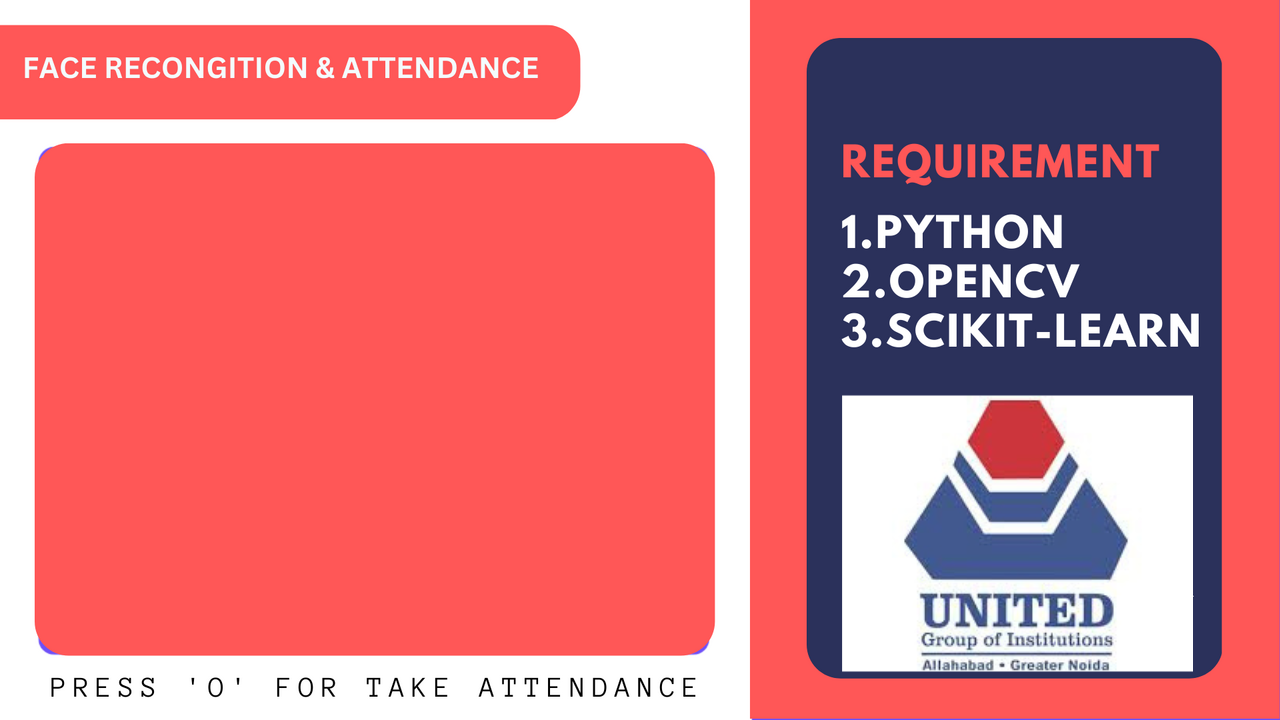 FACE RECONGITION & ATTENDANCE
PRESS 'O' FOR TAKE ATTENDANCE
REQUIREMENT
1.PYTHON
2.OPENCV
3.SCIKIT-LEARN
UNITED
Group of Institutions
Allahabad • Greater Noida